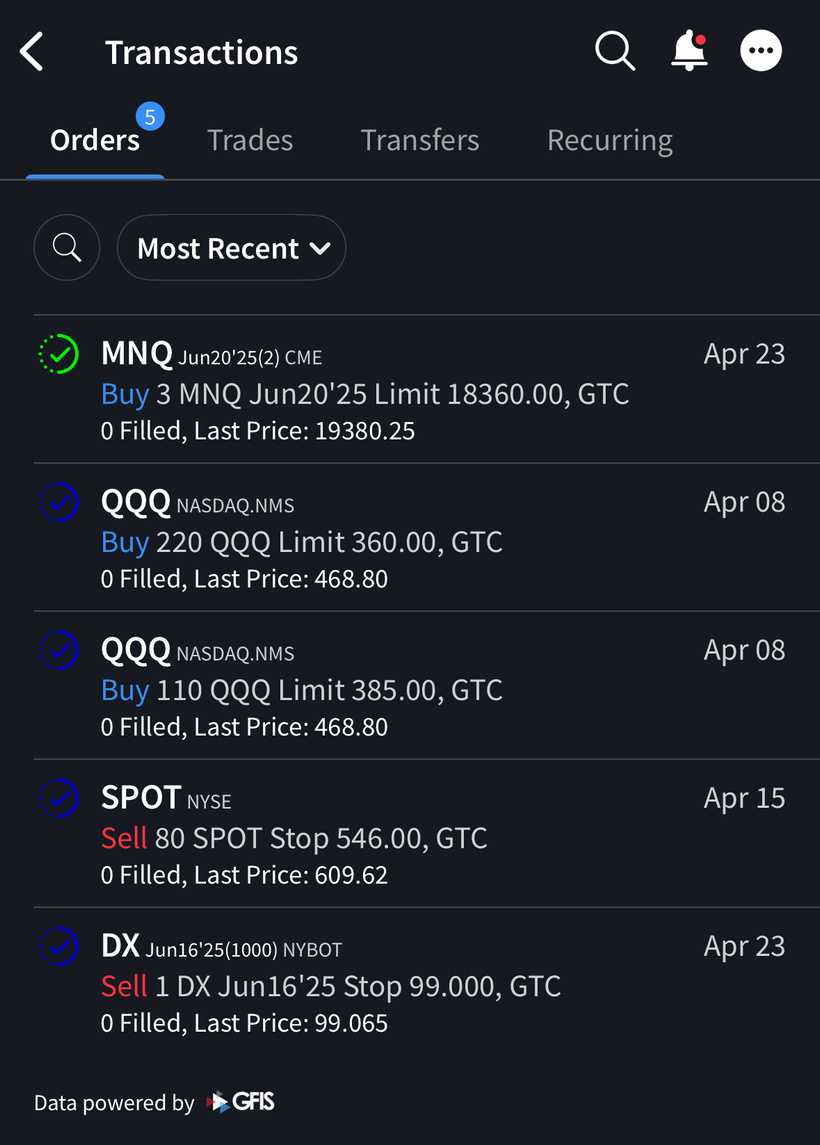 Transactions
Orders 5 Trades Transfers Recurring
Most Recent
MNQ Jun20'25(2) CME Apr 23
Buy 3 MNQ Jun20'25 Limit 18360.00, GTC
0 Filled, Last Price: 19380.25
QQQ NASDAQ.NMS Apr 08
Buy 220 QQQ Limit 360.00, GTC
0 Filled, Last Price: 468.80
QQQ NASDAQ.NMS Apr 08
Buy 110 QQQ Limit 385.00, GTC
0 Filled, Last Price: 468.80
SPOT NYSE Apr 15
Sell 80 SPOT Stop 546.00, GTC
0 Filled, Last Price: 609.62
DX Jun16'25(1000) NYBOT Apr 23
Sell 1 DX Jun16'25 Stop 99.000, GTC
0 Filled, Last Price: 99.065
Data powered by GFIS